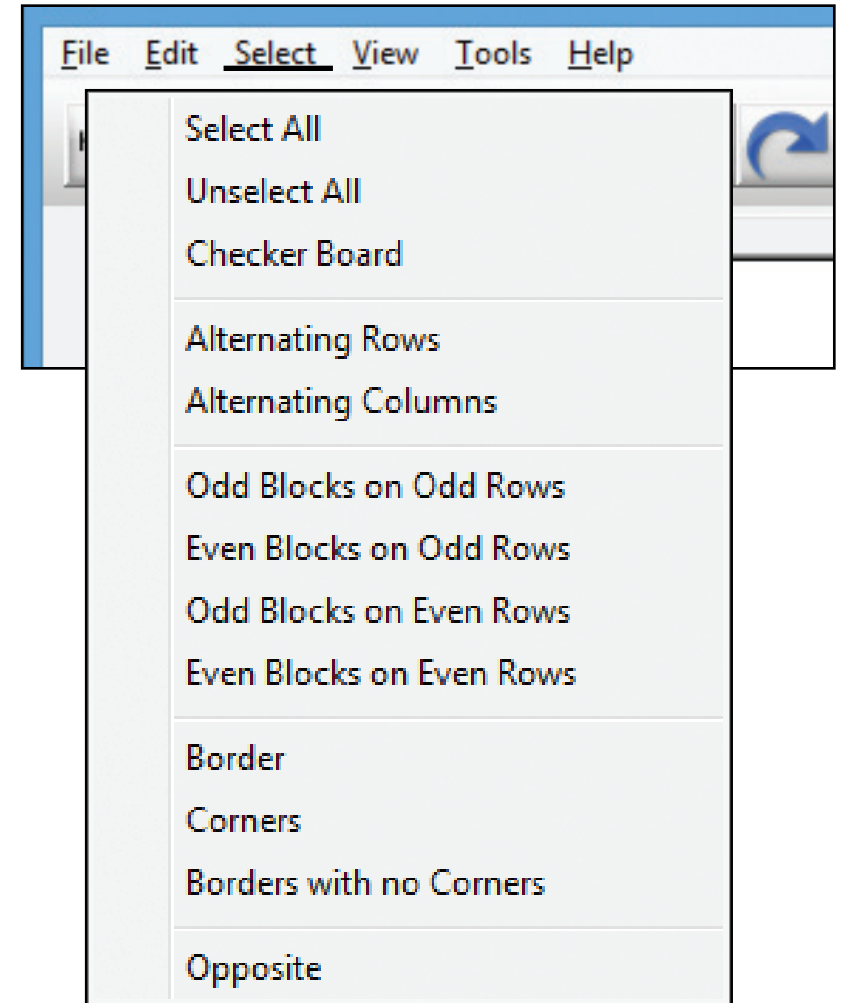 File Edit Select View Tools Help
Select All
Unselect All
Checker Board
Alternating Rows
Alternating Columns
Odd Blocks on Odd Rows
Even Blocks on Odd Rows
Odd Blocks on Even Rows
Even Blocks on Even Rows
Border
Corners
Borders with no Corners
Opposite